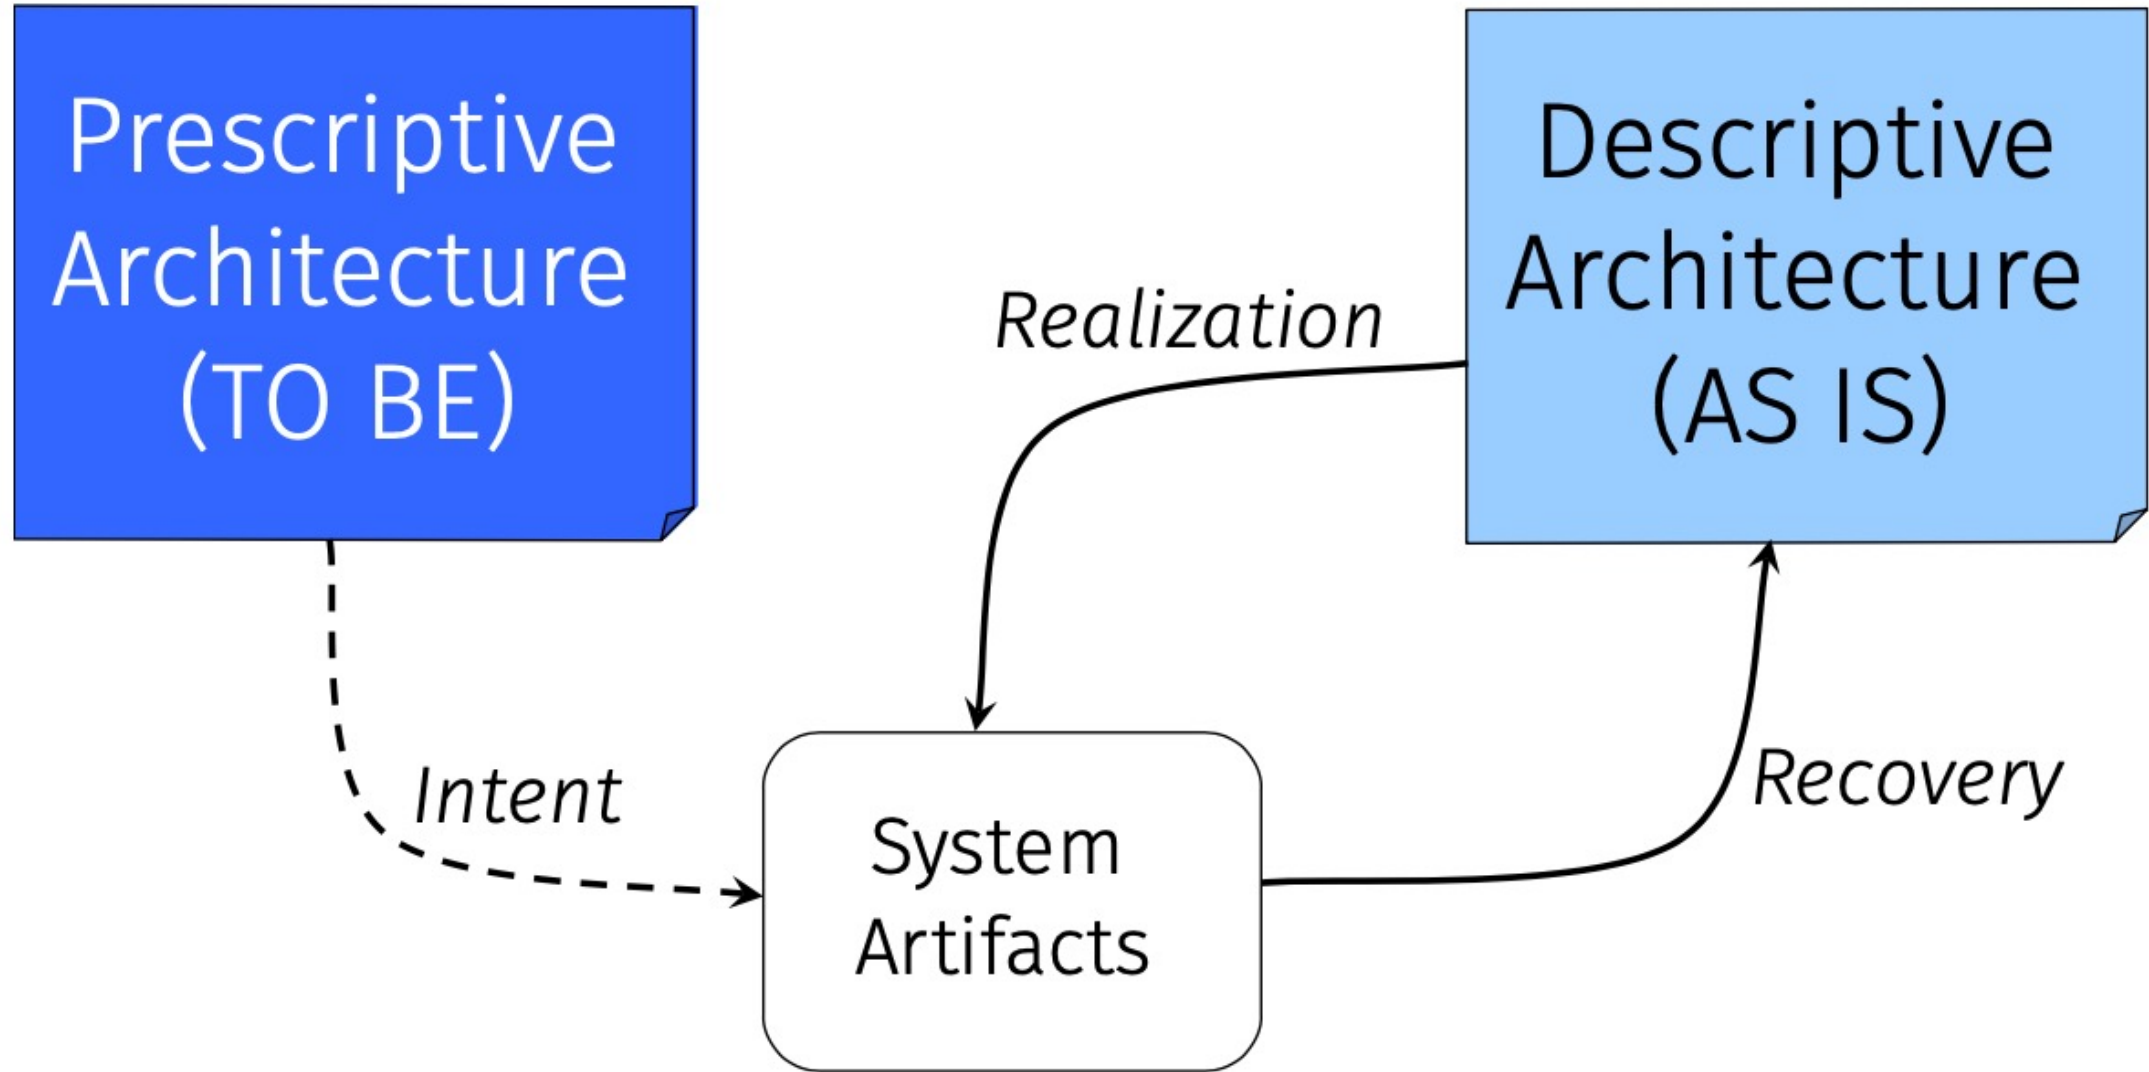 Prescriptive
Architecture
(TO BE)
Descriptive
Architecture
(AS IS)
Realization
Intent
Recovery
System
Artifacts